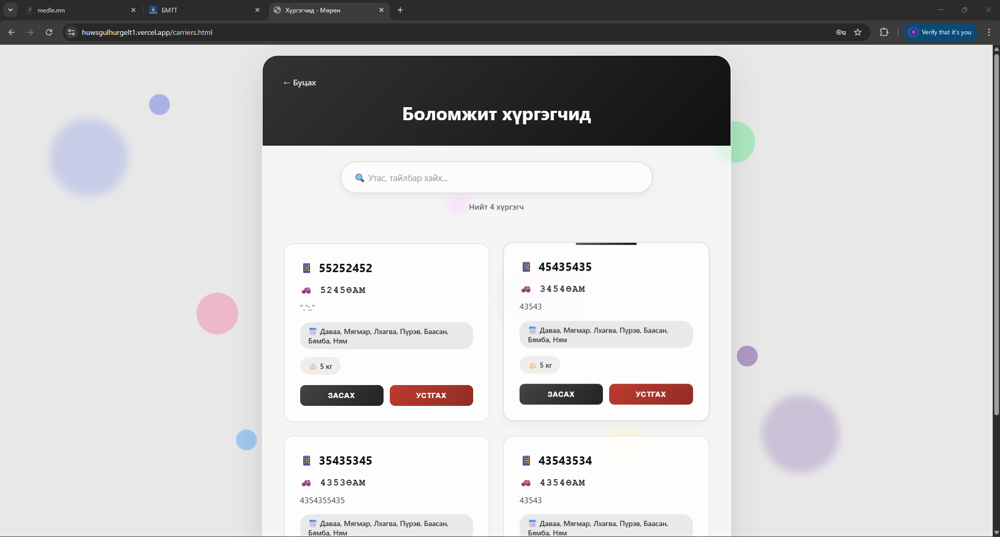 medle.mn
БМТТ
Хүргэгчид - Мөрөн
huwsgulhurgelt1.vercel.app/carriers.html
n
Verify that it's you
← Буцах
Боломжит хүргэгчид
Утас, тайлбар хайх...
Нийт 4 хүргэгч
55252452
5245ӨАМ
".":."
Даваа, Мягмар, Лхагва, Пүрэв, Баасан,
Бямба, Ням
5 кг
ЗАСАХ
УСТГАХ
45435435
3454ӨАМ
43543
Даваа, Мягмар, Лхагва, Пүрэв, Баасан,
Бямба, Ням
5 кг
ЗАСАХ
УСТГАХ
35435345
4353ӨАМ
4354355435
Даваа, Мягмар, Лхагва, Пүрэв, Баасан,
Бямба, Ням
43543534
4354ӨАМ
43543
Даваа, Мягмар, Лхагва, Пүрэв, Баасан,
Бямба, Ням